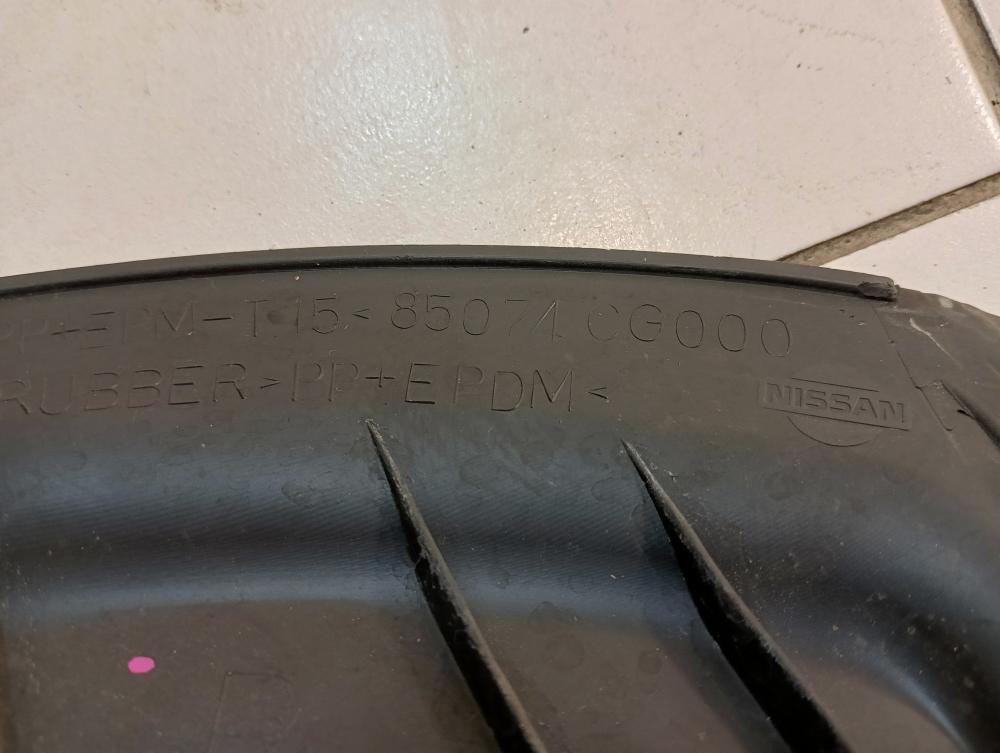 PP+EPM-T15< 85074 CG000
RUBBER>PP+EPDM<
NISSAN